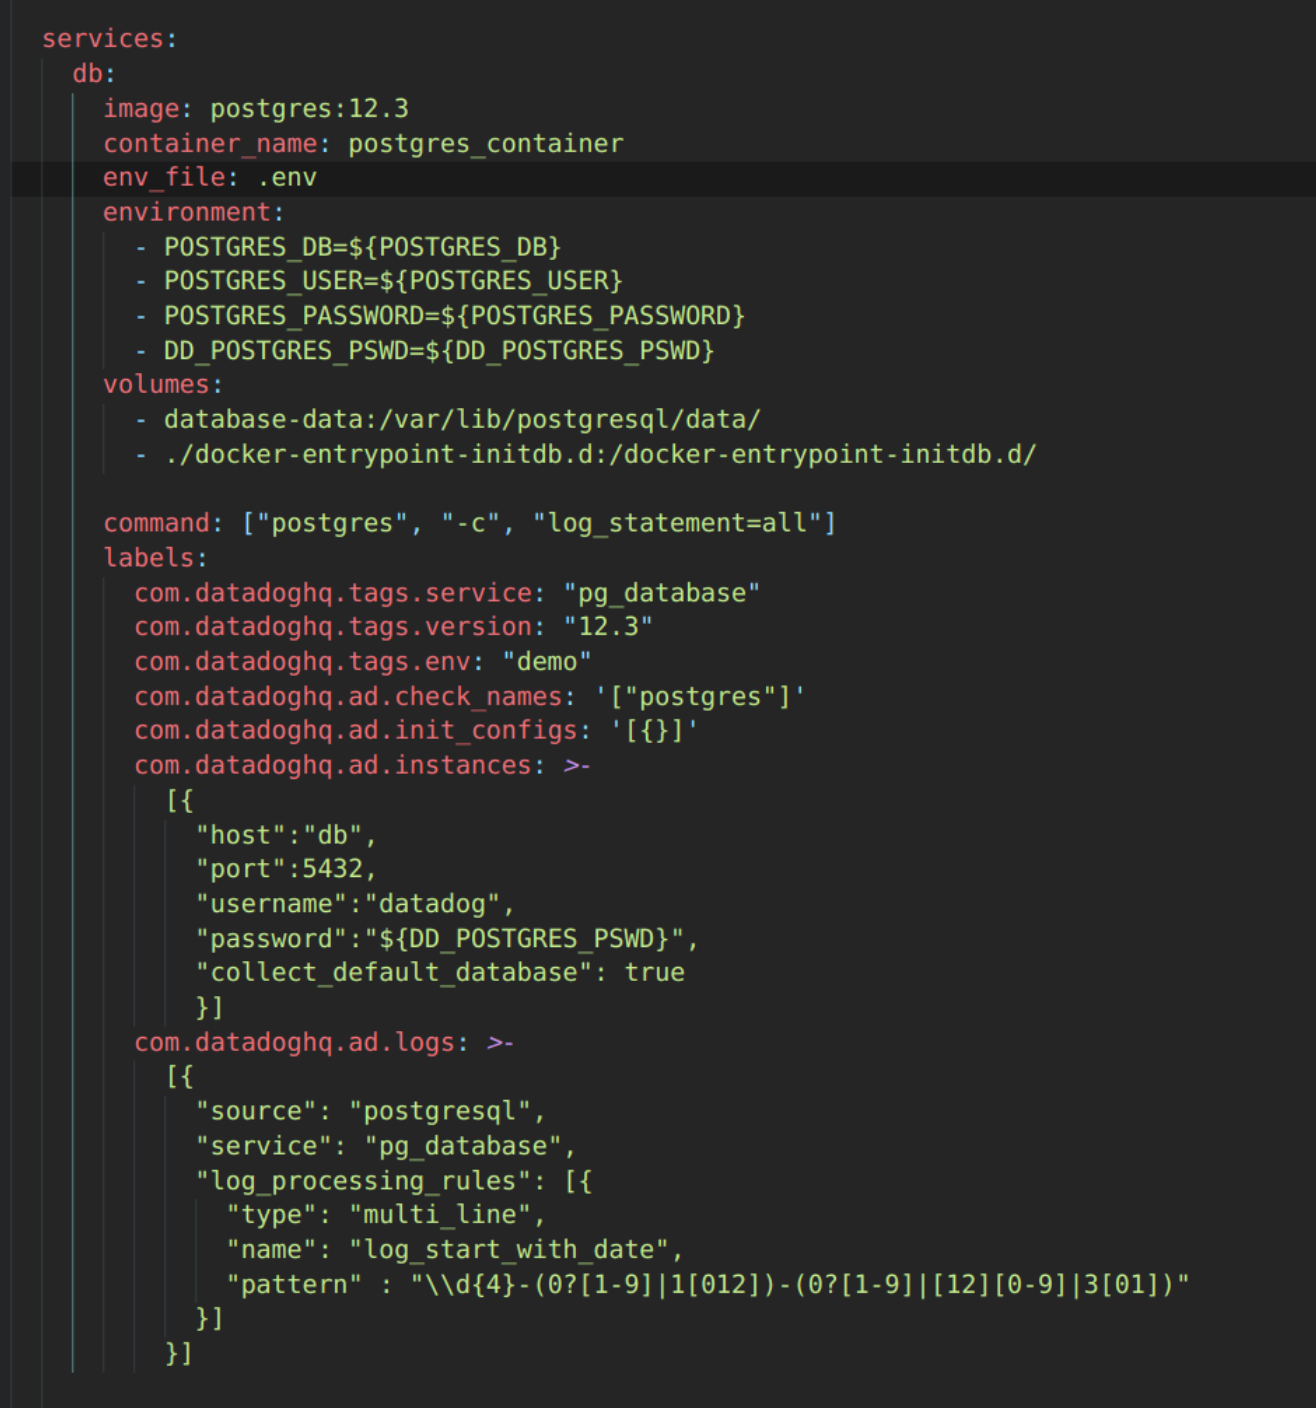 services:
  db:
    image: postgres:12.3
    container_name: postgres_container
    env_file: .env
    environment:
      - POSTGRES_DB=${POSTGRES_DB}
      - POSTGRES_USER=${POSTGRES_USER}
      - POSTGRES_PASSWORD=${POSTGRES_PASSWORD}
      - DD_POSTGRES_PSWD=${DD_POSTGRES_PSWD}
    volumes:
      - database-data:/var/lib/postgresql/data/
      - ./docker-entrypoint-initdb.d:/docker-entrypoint-initdb.d/

    command: ["postgres", "-c", "log_statement=all"]
    labels:
      com.datadoghq.tags.service: "pg_database"
      com.datadoghq.tags.version: "12.3"
      com.datadoghq.tags.env: "demo"
      com.datadoghq.ad.check_names: '["postgres"]'
      com.datadoghq.ad.init_configs: '[{}]'
      com.datadoghq.ad.instances: >-
        [{
          "host":"db",
          "port":5432,
          "username":"datadog",
          "password":"${DD_POSTGRES_PSWD}",
          "collect_default_database": true
          }]
      com.datadoghq.ad.logs: >-
        [{
          "source": "postgresql",
          "service": "pg_database",
          "log_processing_rules": [{
            "type": "multi_line",
            "name": "log_start_with_date",
            "pattern" : "\\d{4}-(0?[1-9]|1[012])-(0?[1-9]|[12][0-9]|3[01])"
          }]
        }]